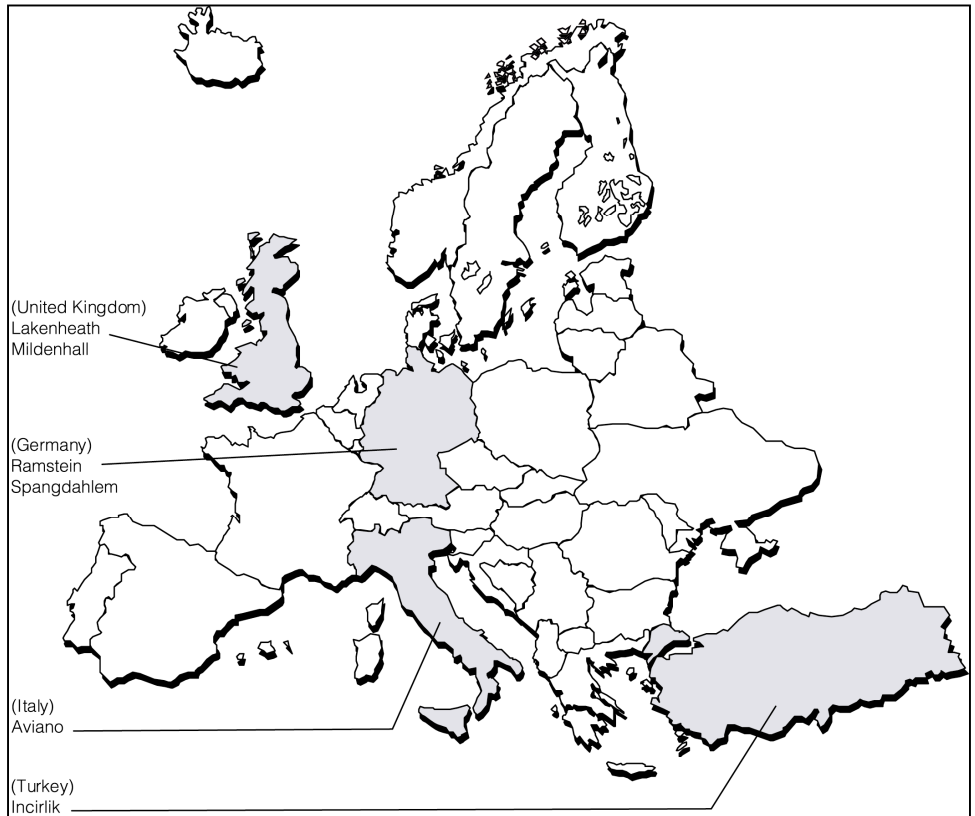 (United Kingdom)
Lakenheath
Mildenhall
(Germany)
Ramstein
Spangdahlem
(Italy)
Aviano
(Turkey)
Incirlik